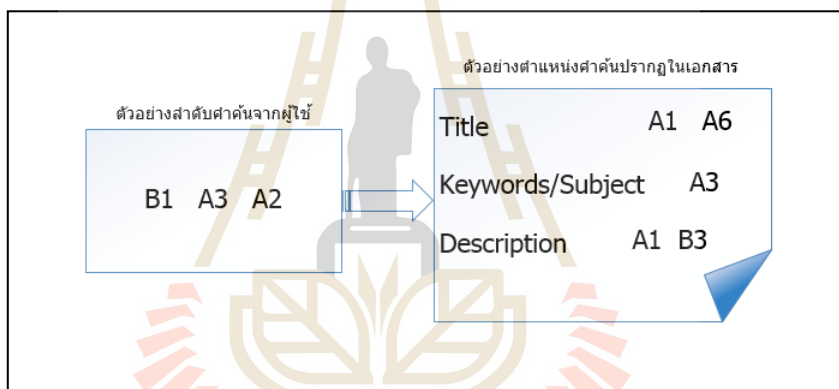 ตัวอย่างลำดับคำค้นจากผู้ใช้
B1 A3 A2
ตัวอย่างตำแหน่งคำค้นปรากฏในเอกสาร
Title A1 A6
Keywords/Subject A3
Description A1 B3